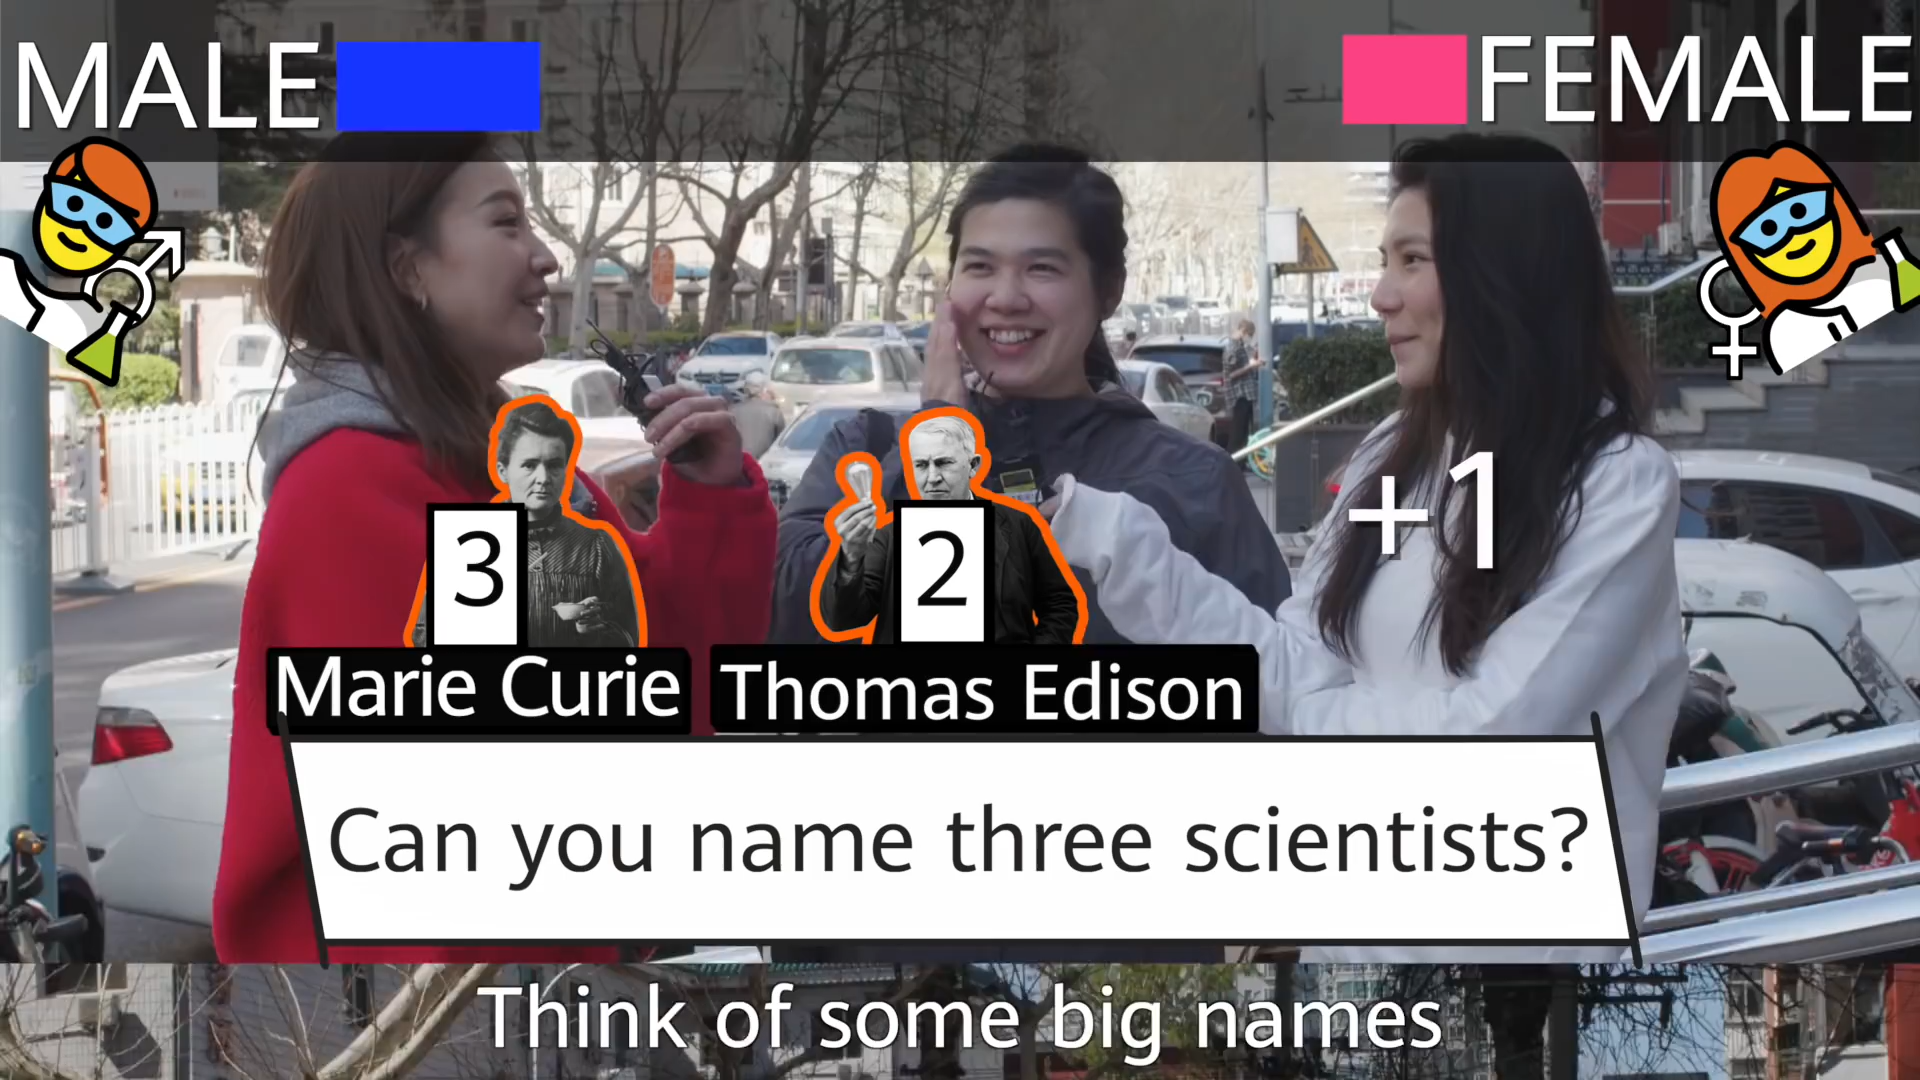 MALE
FEMALE
+1
3
2
Marie Curie
Thomas Edison
Can you name three scientists?
Think of some big names